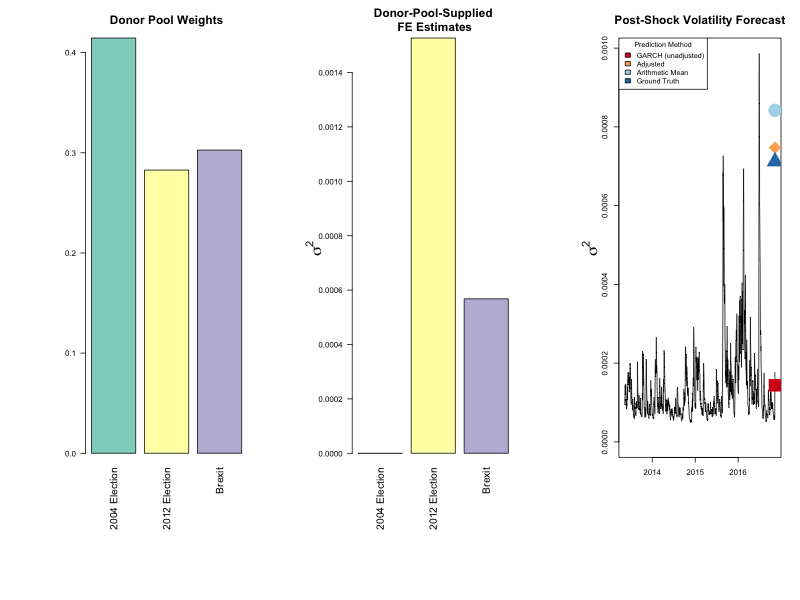 Donor Pool Weights
0.4
0.3
0.2
0.1
0.0
2004 Election
2012 Election
Brexit
Donor-Pool-Supplied
FE Estimates
σ²
0.0014
0.0012
0.0010
0.0008
0.0006
0.0004
0.0002
0.0000
2004 Election
2012 Election
Brexit
Post-Shock Volatility Forecast
Prediction Method
GARCH (unadjusted)
Adjusted
Arithmetic Mean
Ground Truth
σ²
0.0010
0.0008
0.0006
0.0004
0.0002
0.0000
2014
2015
2016